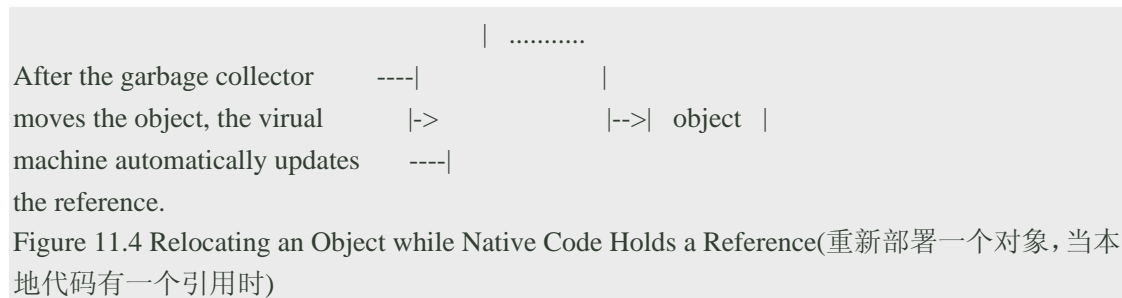 | ...........
After the garbage collector ----| |
moves the object, the virual |-> |-->| object |
machine automatically updates ----|
the reference.
Figure 11.4 Relocating an Object while Native Code Holds a Reference(重新部署一个对象,当本
地代码有一个引用时)